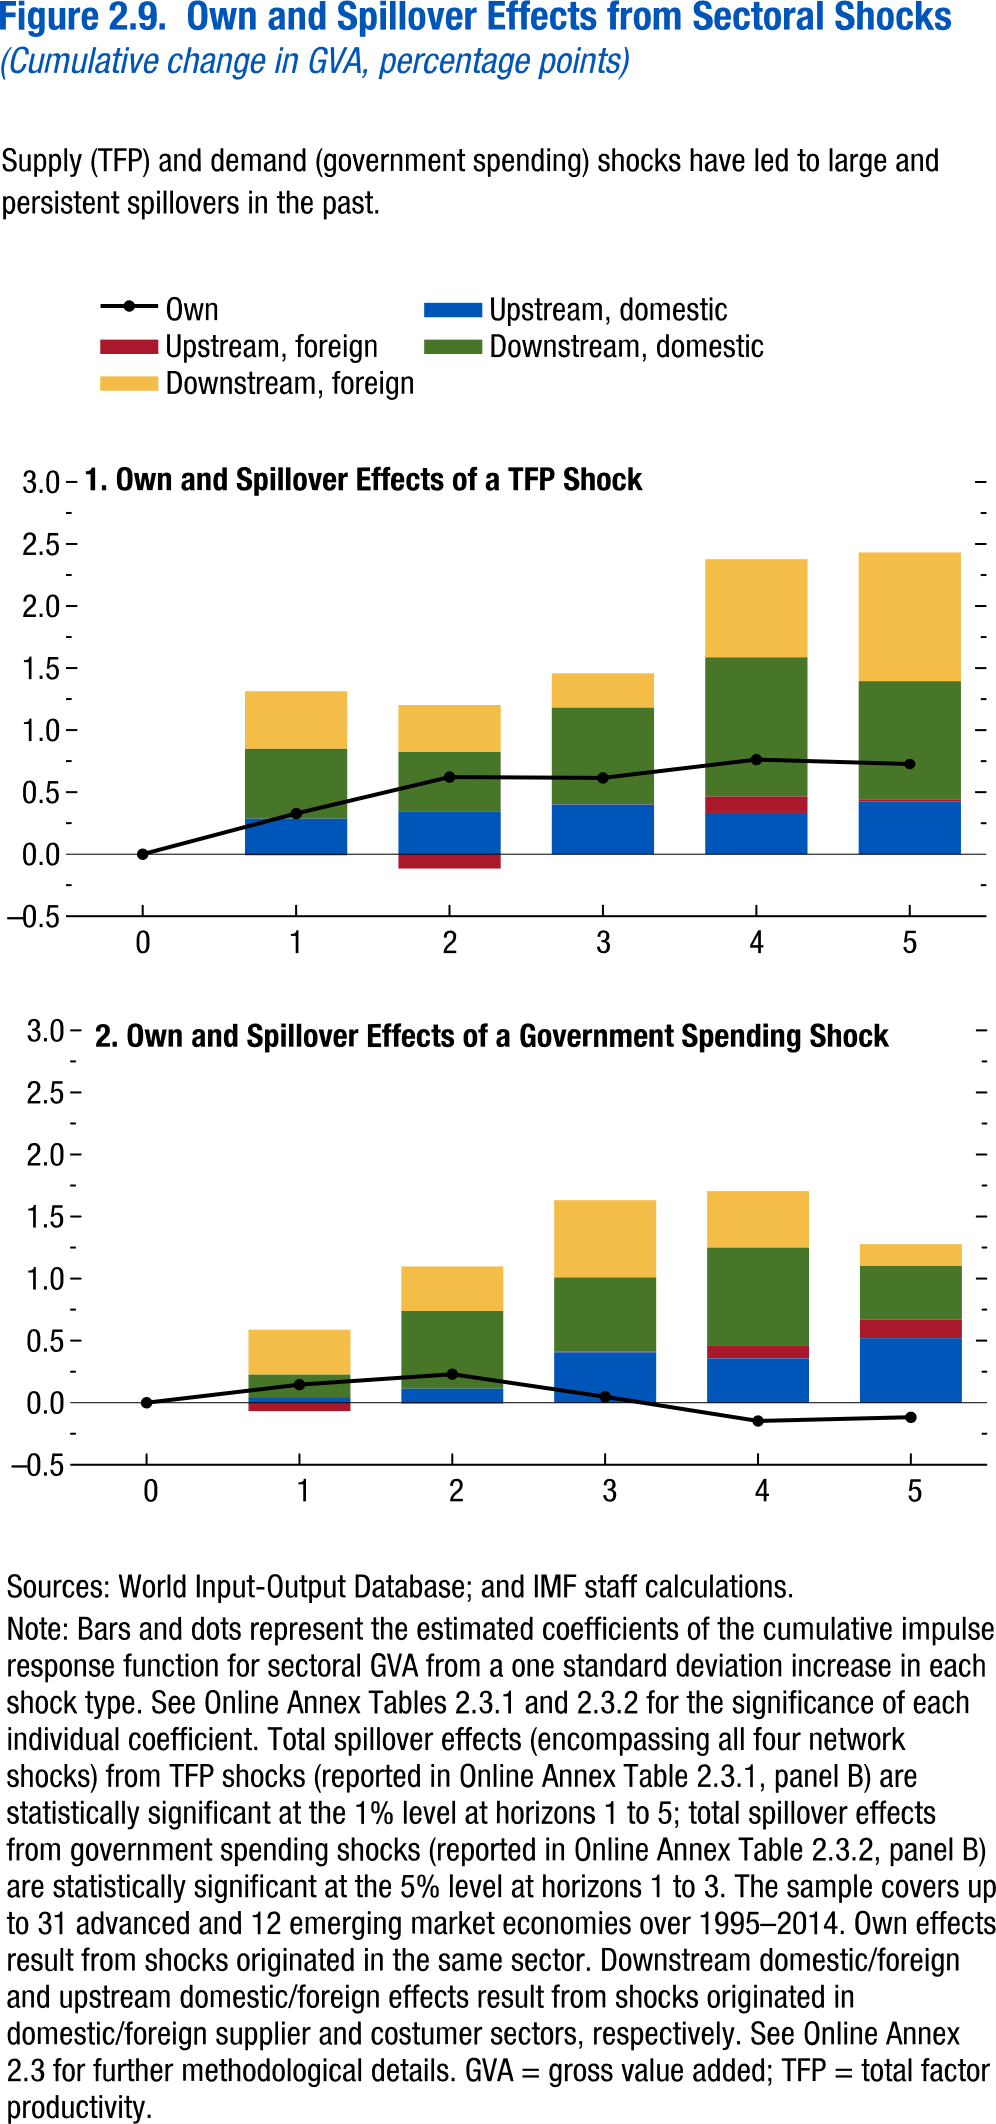 Figure 2.9.  Own and Spillover Effects from Sectoral Shocks
(Cumulative change in GVA, percentage points)
Supply (TFP) and demand (government spending) shocks have led to large and
persistent spillovers in the past.
Own
Upstream, domestic
Upstream, foreign
Downstream, domestic
Downstream, foreign
1. Own and Spillover Effects of a TFP Shock
3.0
2.5
2.0
1.5
1.0
0.5
0.0
–0.5
0 1 2 3 4 5
2. Own and Spillover Effects of a Government Spending Shock
3.0
2.5
2.0
1.5
1.0
0.5
0.0
–0.5
0 1 2 3 4 5
Sources: World Input-Output Database; and IMF staff calculations.
Note: Bars and dots represent the estimated coefficients of the cumulative impulse
response function for sectoral GVA from a one standard deviation increase in each
shock type. See Online Annex Tables 2.3.1 and 2.3.2 for the significance of each
individual coefficient. Total spillover effects (encompassing all four network
shocks) from TFP shocks (reported in Online Annex Table 2.3.1, panel B) are
statistically significant at the 1% level at horizons 1 to 5; total spillover effects
from government spending shocks (reported in Online Annex Table 2.3.2, panel B)
are statistically significant at the 5% level at horizons 1 to 3. The sample covers up
to 31 advanced and 12 emerging market economies over 1995–2014. Own effects
result from shocks originated in the same sector. Downstream domestic/foreign
and upstream domestic/foreign effects result from shocks originated in
domestic/foreign supplier and costumer sectors, respectively. See Online Annex
2.3 for further methodological details. GVA = gross value added; TFP = total factor
productivity.